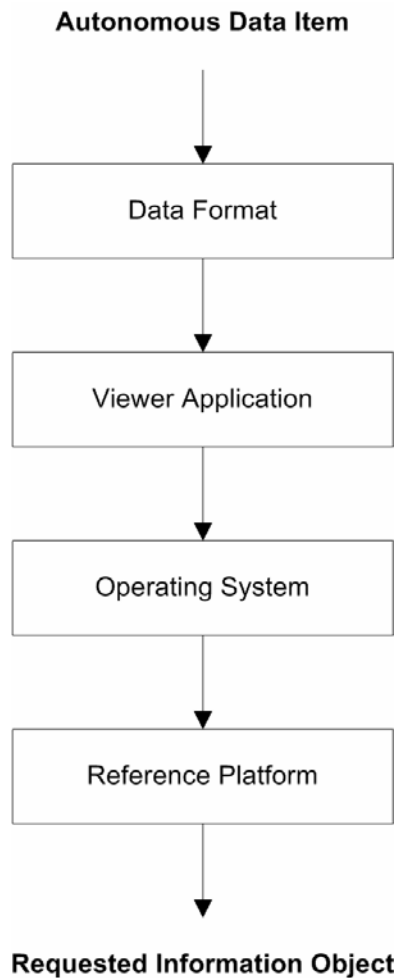 Autonomous Data Item
Data Format
Viewer Application
Operating System
Reference Platform
Requested Information Object